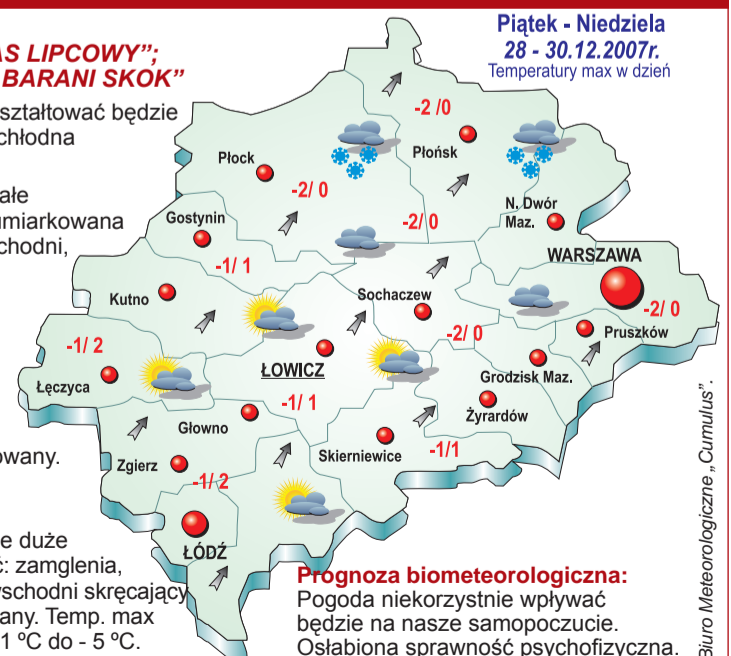 AS LIPCOWY”;
BARANI SKOK”
ształtować będzie
chłodna
ałe
umiarkowana
chodni,
owany.
e duże
ć: zamglenia,
wschodni skręcający
any. Temp. max
1 ºC do - 5 ºC.
Piątek - Niedziela
28 - 30.12.2007r.
Temperatury max w dzień
-2 /0
Płock
Płońsk
-2/ 0
Gostynin
-2/ 0
N. Dwór
Maz.
WARSZAWA
-1/ 1
Kutno
Sochaczew
-2/ 0
-1/ 2
-2/ 0
Pruszków
ŁOWICZ
Łęczyca
Grodzisk Maz.
-1/ 1
Żyrardów
Głowno
Skierniewice
-1/1
Zgierz
-1/ 2
ŁÓDŹ
Prognoza biometeorologiczna:
Pogoda niekorzystnie wpływać
będzie na nasze samopoczucie.
Osłabiona sprawność psychofizyczna.
Biuro Meteorologiczne „Cumulus”.